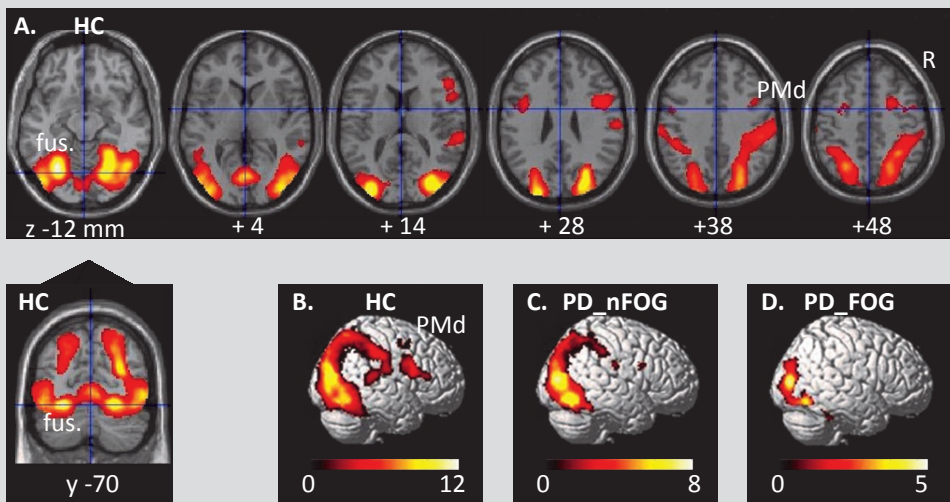 A. HC
R
PMd
fus.
z -12 mm
+ 4
+ 14
+ 28
+38
+48
HC
fus.
y -70
B. HC
PMd
0 12
C. PD_nFOG
0 8
D. PD_FOG
0 5